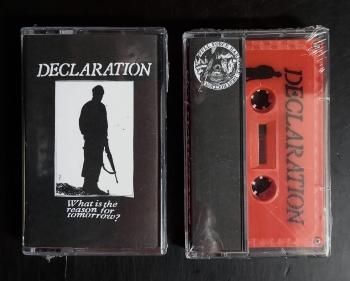 DECLARATION
What is the
reason for
tomorrow?
DECLARATION